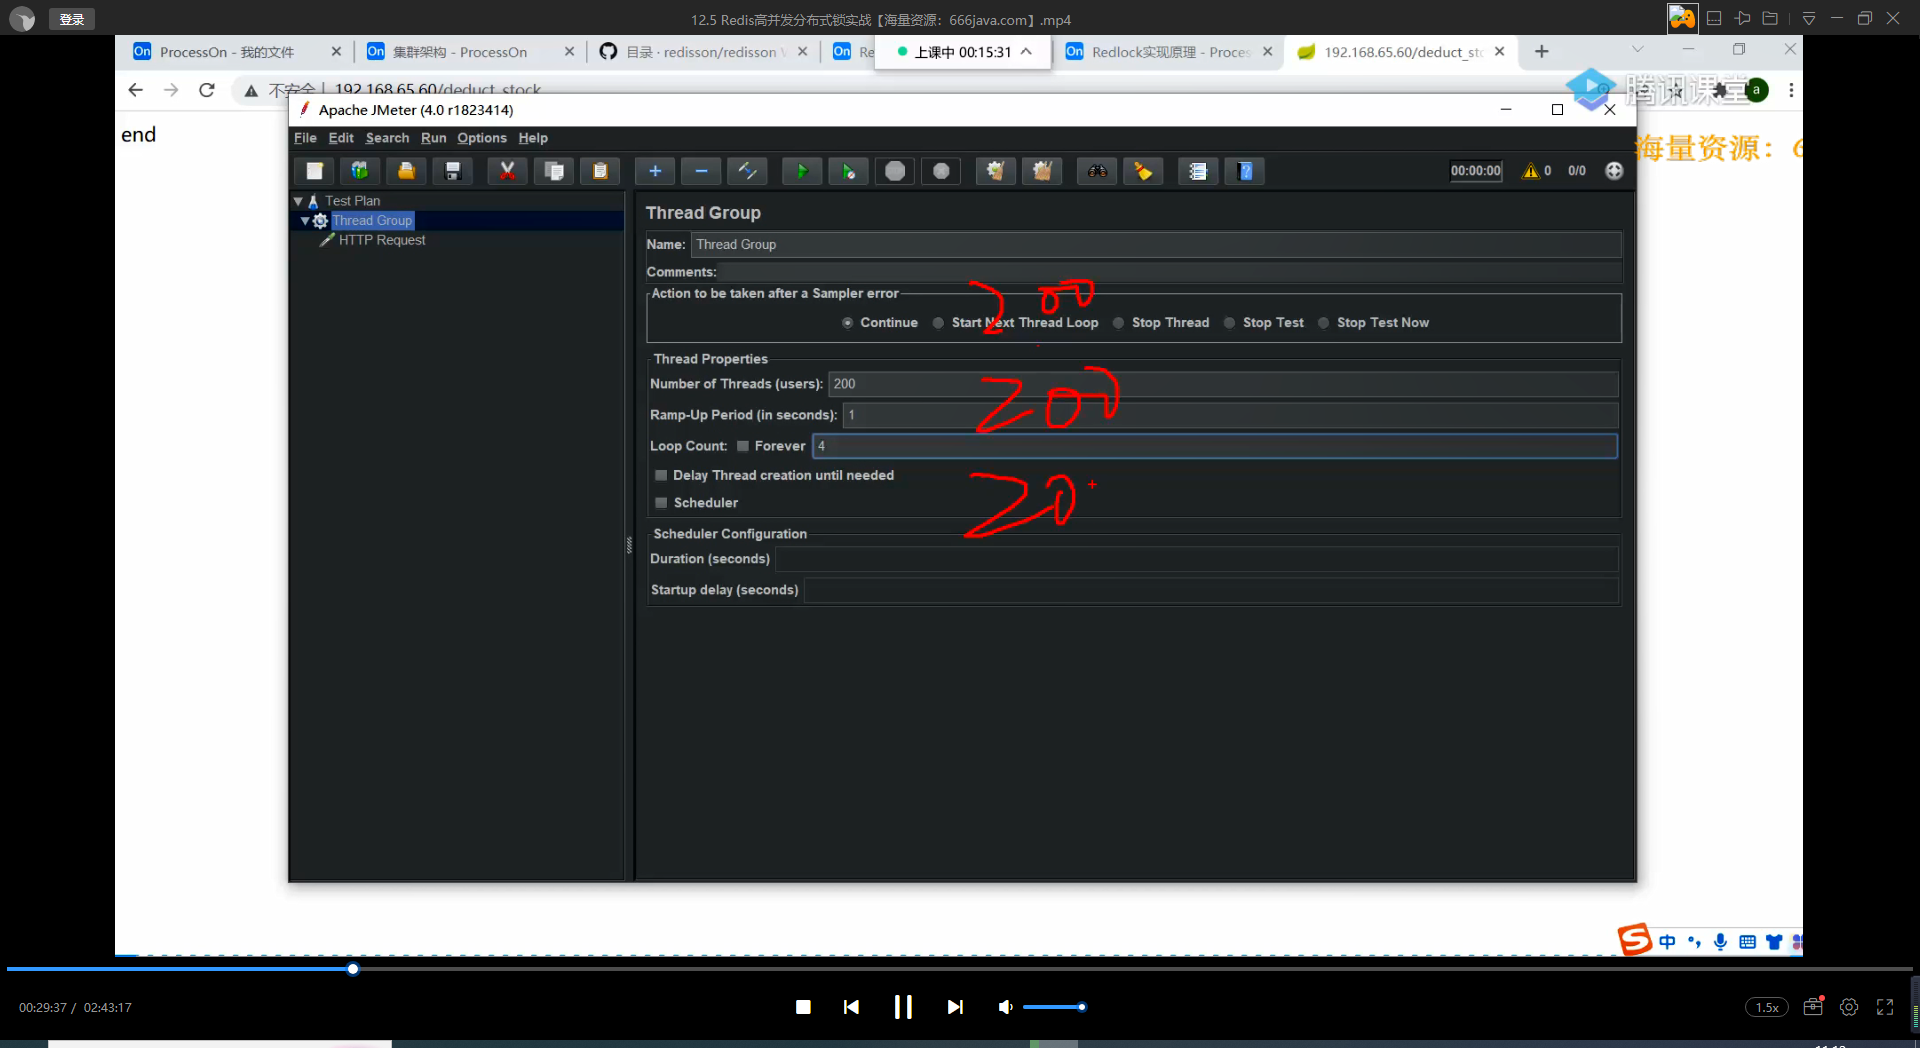 登录
12.5 Redis高并发分布式锁实战【海量资源：666java.com】.mp4
ProcessOn - 我的文件
集群架构 - ProcessOn
目录 · redisson/redisson
On Re
上课中 00:15:31
Redlock实现原理 - Proces
192.168.65.60/deduct_sto
不安全 | 192.168.65.60/deduct_stock
腾讯课堂
a
end
海量资源：6
Apache JMeter (4.0 r1823414)
File Edit Search Run Options Help
00:00:00 0 0/0
Test Plan
Thread Group
HTTP Request
Thread Group
Name: Thread Group
Comments:
Action to be taken after a Sampler error
200
Continue Start Next Thread Loop Stop Thread Stop Test Stop Test Now
Thread Properties
Number of Threads (users): 200
200
Ramp-Up Period (in seconds): 1
Loop Count: Forever 4
Delay Thread creation until needed
20
Scheduler
Scheduler Configuration
Duration (seconds)
Startup delay (seconds)
中
00:29:37 / 02:43:17
1.5x